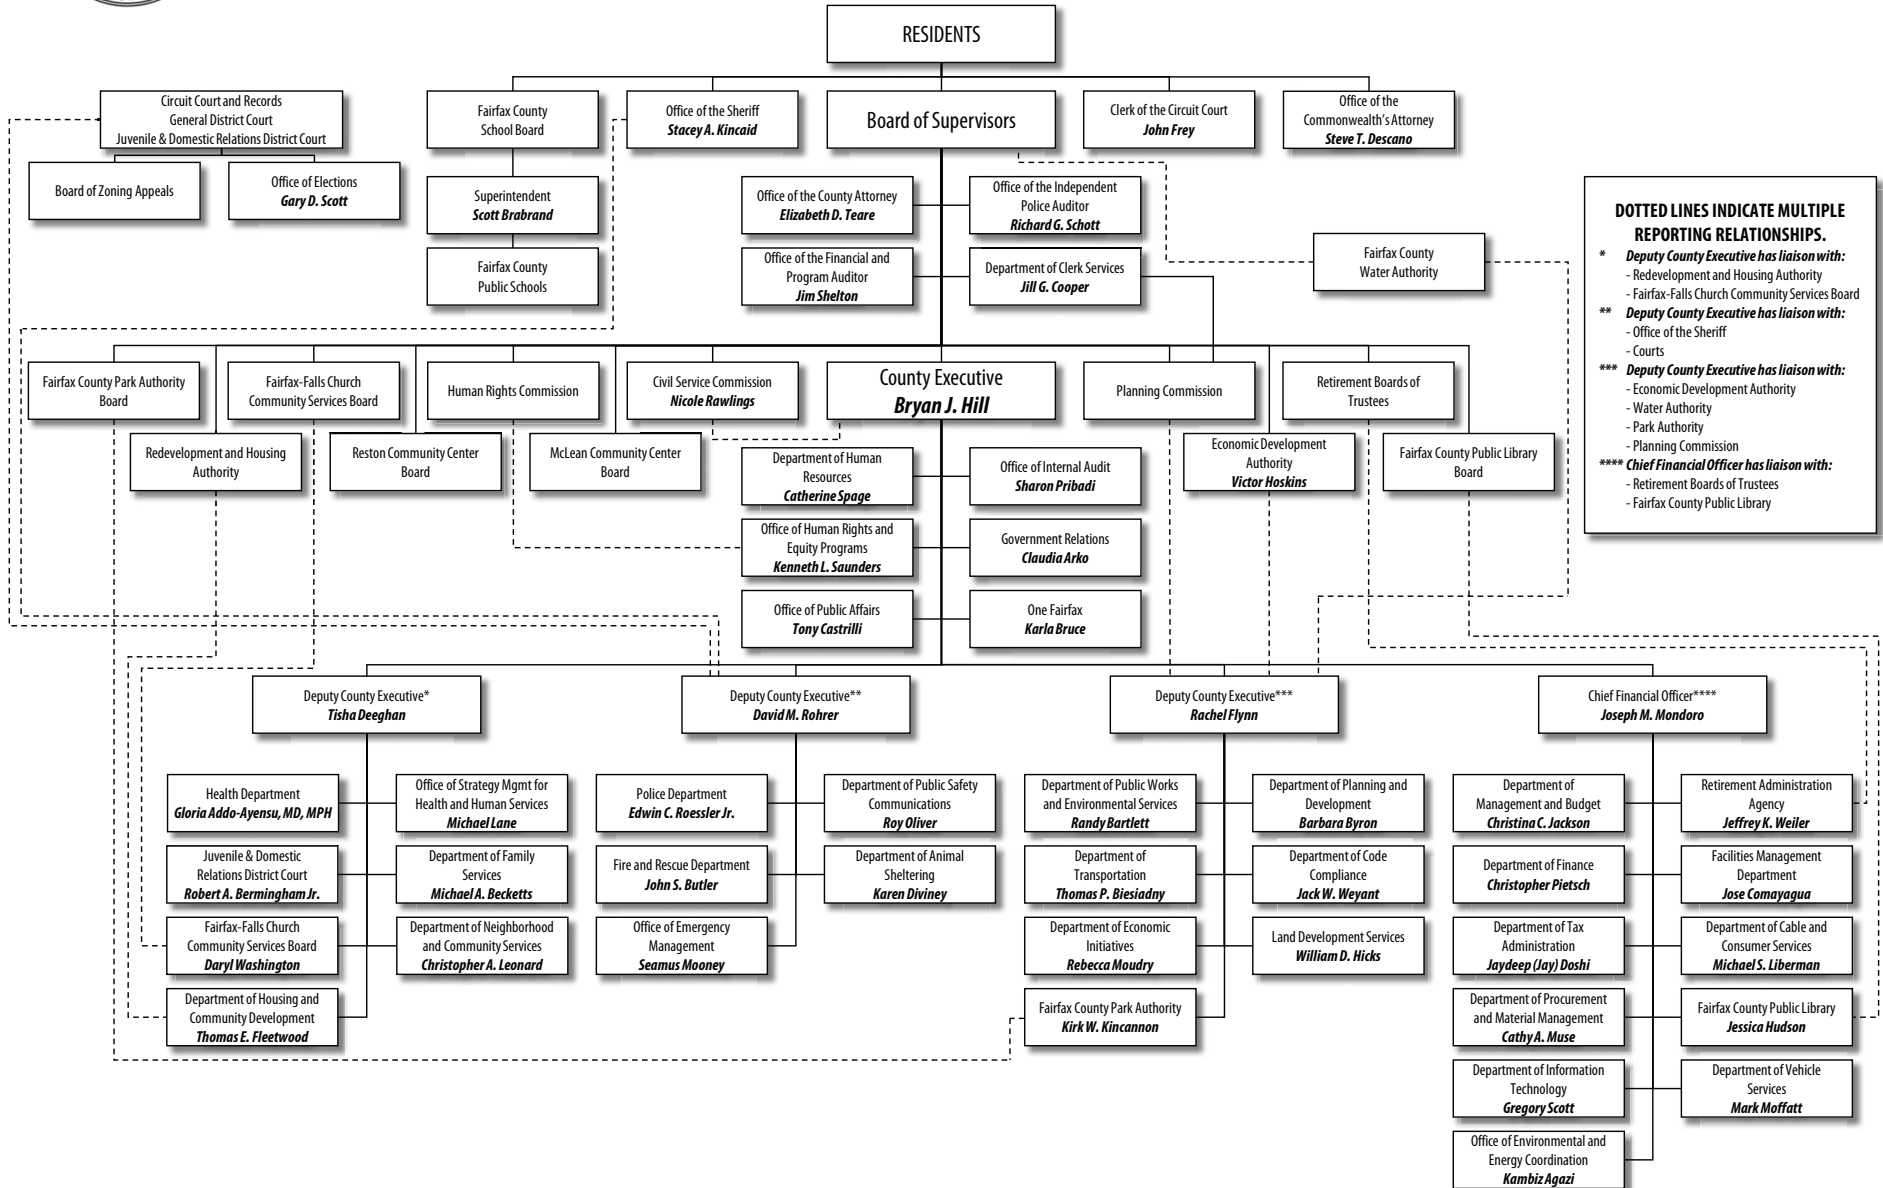 RESIDENTS
Circuit Court and Records
General District Court
Juvenile & Domestic Relations District Court
Fairfax County
School Board
Office of the Sheriff
Stacey A. Kincaid
Board of Supervisors
Clerk of the Circuit Court
John Frey
Office of the
Commonwealth's Attorney
Steve T. Descano
Board of Zoning Appeals
Office of Elections
Gary D. Scott
Superintendent
Scott Brabrand
Office of the County Attorney
Elizabeth D. Teare
Office of the Independent
Police Auditor
Richard G. Schott
Fairfax County
Public Schools
Office of the Financial and
Program Auditor
Jim Shelton
Department of Clerk Services
Jill G. Cooper
Fairfax County
Water Authority
DOTTED LINES INDICATE MULTIPLE
REPORTING RELATIONSHIPS.
* Deputy County Executive has liaison with:
- Redevelopment and Housing Authority
- Fairfax-Falls Church Community Services Board
** Deputy County Executive has liaison with:
- Office of the Sheriff
- Courts
*** Deputy County Executive has liaison with:
- Economic Development Authority
- Water Authority
- Park Authority
- Planning Commission
**** Chief Financial Officer has liaison with:
- Retirement Boards of Trustees
- Fairfax County Public Library
Fairfax County Park Authority
Board
Fairfax-Falls Church
Community Services Board
Human Rights Commission
Civil Service Commission
Nicole Rawlings
County Executive
Bryan J. Hill
Planning Commission
Retirement Boards of
Trustees
Redevelopment and Housing
Authority
Reston Community Center
Board
McLean Community Center
Board
Economic Development
Authority
Victor Hoskins
Fairfax County Public Library
Board
Department of Human
Resources
Catherine Spage
Office of Internal Audit
Sharon Pribadi
Office of Human Rights and
Equity Programs
Kenneth L. Saunders
Government Relations
Claudia Arko
Office of Public Affairs
Tony Castrilli
One Fairfax
Karla Bruce
Deputy County Executive*
Tisha Deeghan
Deputy County Executive**
David M. Rohrer
Deputy County Executive***
Rachel Flynn
Chief Financial Officer****
Joseph M. Mondoro
Health Department
Gloria Addo-Ayensu, MD, MPH
Office of Strategy Mgmt for
Health and Human Services
Michael Lane
Juvenile & Domestic
Relations District Court
Robert A. Bermingham Jr.
Department of Family
Services
Michael A. Becketts
Fairfax-Falls Church
Community Services Board
Daryl Washington
Department of Neighborhood
and Community Services
Christopher A. Leonard
Department of Housing and
Community Development
Thomas E. Fleetwood
Police Department
Edwin C. Roessler Jr.
Department of Public Safety
Communications
Roy Oliver
Fire and Rescue Department
John S. Butler
Department of Animal
Sheltering
Karen Diviney
Office of Emergency
Management
Seamus Mooney
Department of Public Works
and Environmental Services
Randy Bartlett
Department of Planning and
Development
Barbara Byron
Department of
Transportation
Thomas P. Biesiadny
Department of Code
Compliance
Jack W. Weyant
Department of Economic
Initiatives
Rebecca Moudry
Land Development Services
William D. Hicks
Fairfax County Park Authority
Kirk W. Kincannon
Department of
Management and Budget
Christina C. Jackson
Retirement Administration
Agency
Jeffrey K. Weiler
Department of Finance
Christopher Pietsch
Facilities Management
Department
Jose Comayagua
Department of Tax
Administration
Jaydeep (Jay) Doshi
Department of Cable and
Consumer Services
Michael S. Liberman
Department of Procurement
and Material Management
Cathy A. Muse
Fairfax County Public Library
Jessica Hudson
Department of Information
Technology
Gregory Scott
Department of Vehicle
Services
Mark Moffatt
Office of Environmental and
Energy Coordination
Kambiz Agazi